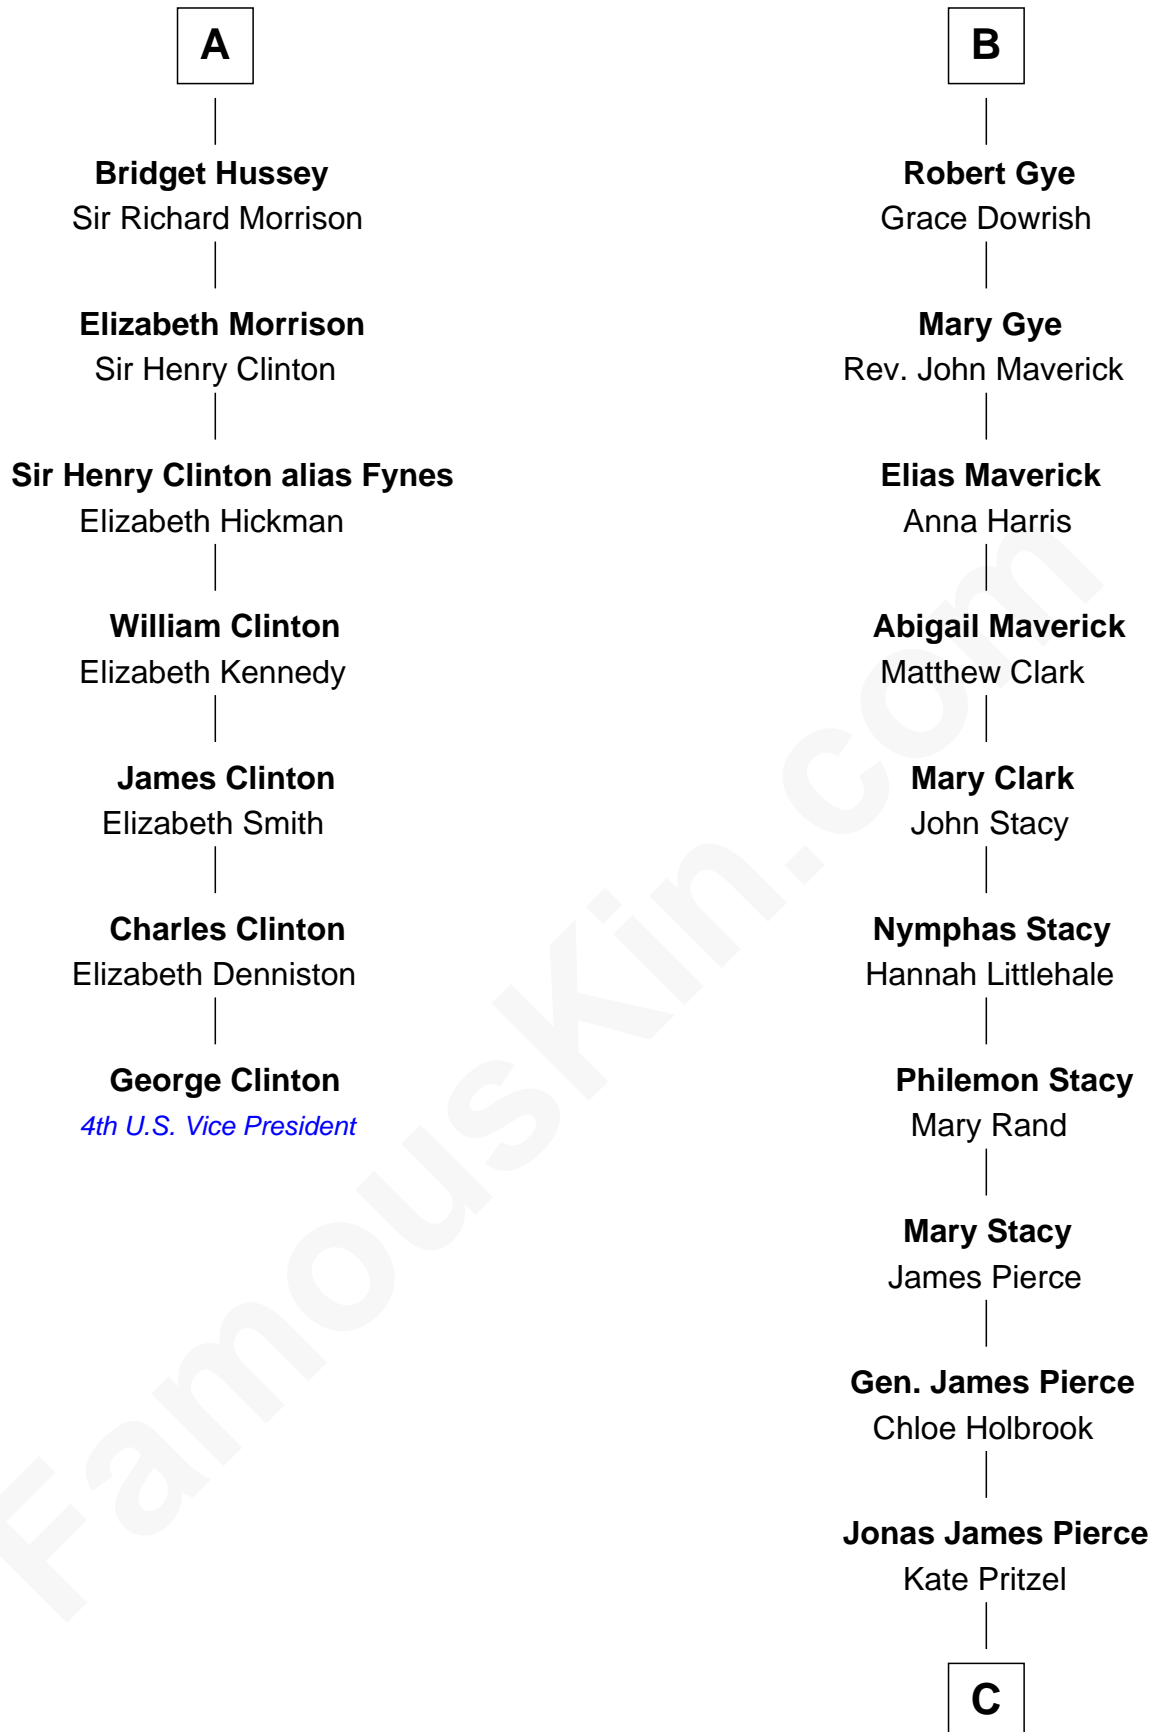 A
Bridget Hussey
Sir Richard Morrison
Elizabeth Morrison
Sir Henry Clinton
Sir Henry Clinton alias Fynes
Elizabeth Hickman
William Clinton
Elizabeth Kennedy
James Clinton
Elizabeth Smith
Charles Clinton
Elizabeth Denniston
George Clinton
4th U.S. Vice President
B
Robert Gye
Grace Dowrish
Mary Gye
Rev. John Maverick
Elias Maverick
Anna Harris
Abigail Maverick
Matthew Clark
Mary Clark
John Stacy
Nymphas Stacy
Hannah Littlehale
Philemon Stacy
Mary Rand
Mary Stacy
James Pierce
Gen. James Pierce
Chloe Holbrook
Jonas James Pierce
Kate Pritzel
C
FamousKin.com